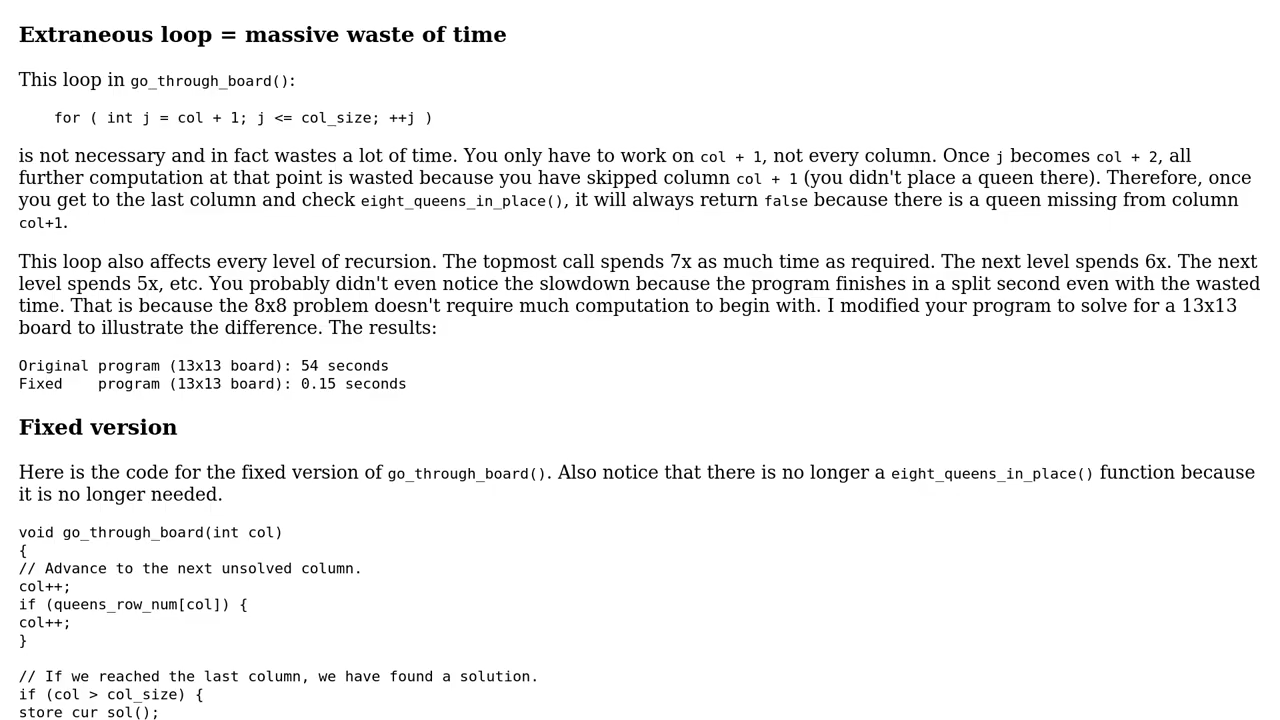 Extraneous loop = massive waste of time
This loop in go_through_board():
for ( int j = col + 1; j <= col_size; ++j )
is not necessary and in fact wastes a lot of time. You only have to work on col + 1, not every column. Once j becomes col + 2, all
further computation at that point is wasted because you have skipped column col + 1 (you didn't place a queen there). Therefore, once
you get to the last column and check eight_queens_in_place(), it will always return false because there is a queen missing from column
col+1.
This loop also affects every level of recursion. The topmost call spends 7x as much time as required. The next level spends 6x. The next
level spends 5x, etc. You probably didn't even notice the slowdown because the program finishes in a split second even with the wasted
time. That is because the 8x8 problem doesn't require much computation to begin with. I modified your program to solve for a 13x13
board to illustrate the difference. The results:
Original program (13x13 board): 54 seconds
Fixed    program (13x13 board): 0.15 seconds
Fixed version
Here is the code for the fixed version of go_through_board(). Also notice that there is no longer a eight_queens_in_place() function because
it is no longer needed.
void go_through_board(int col)
{
// Advance to the next unsolved column.
col++;
if (queens_row_num[col]) {
col++;
}
// If we reached the last column, we have found a solution.
if (col > col_size) {
store_cur_sol();